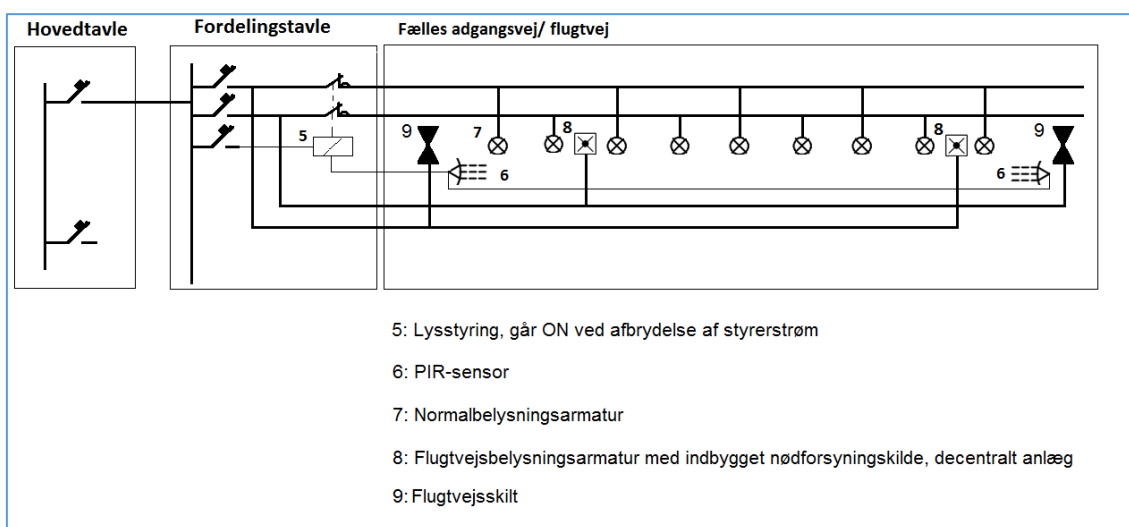 Hovedtavle
Fordelingstavle
Fælles adgangsvej/ flugtvej
5
9
7
8
8
9
6
6
5: Lysstyring, går ON ved afbrydelse af styrerstrøm
6: PIR-sensor
7: Normalbelysningsarmatur
8: Flugtvejsbelysningsarmatur med indbygget nødforsyningskilde, decentralt anlæg
9: Flugtvejsskilt